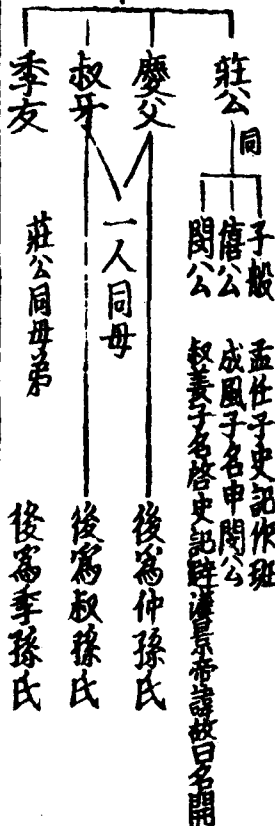 莊公
同
子般
孟任子史記作班
僖公
成風子名申閔公
閔公
叔姜子名啓史記避漢景帝諱故曰名開
慶父
叔牙
二人同母
後爲仲孫氏
後爲叔孫氏
季友
莊公同母弟
後爲季孫氏